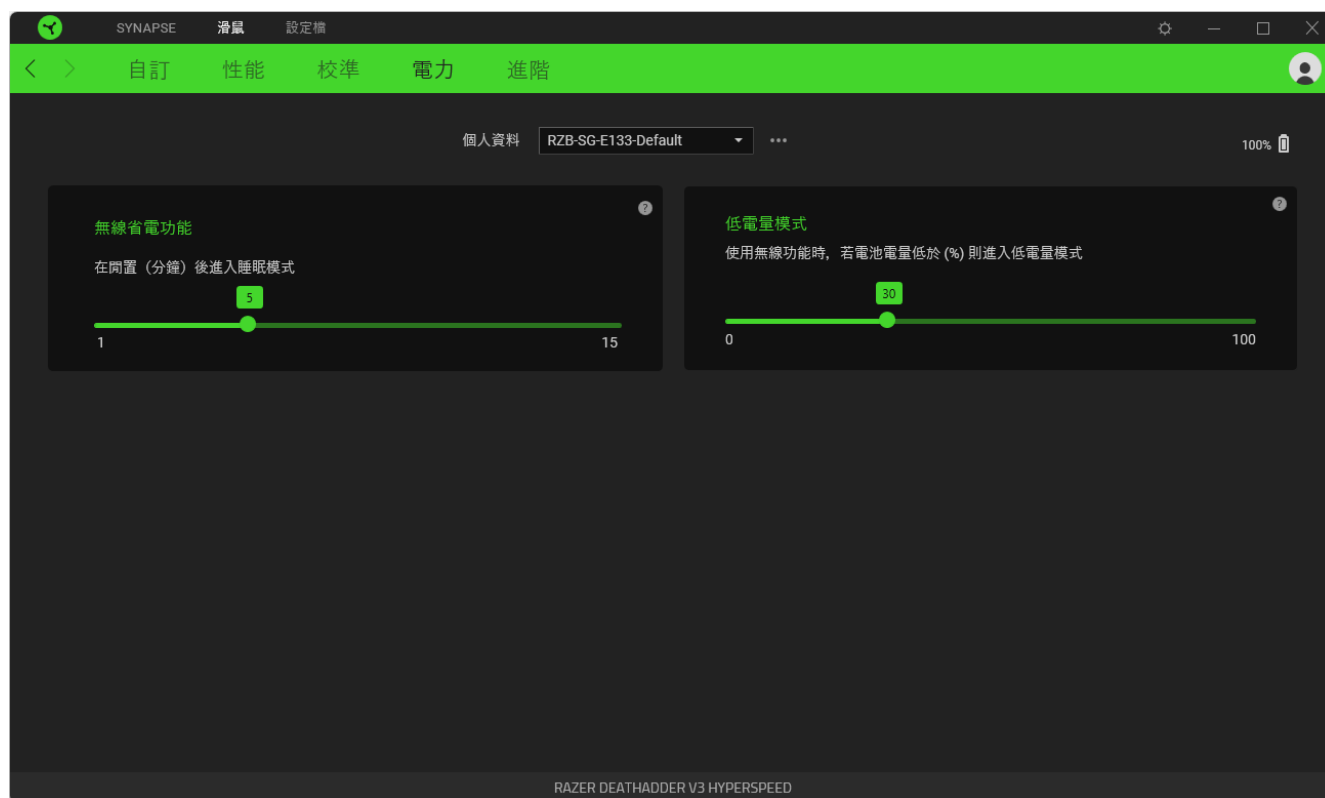 SYNAPSE 滑鼠 設定檔
自訂 性能 校準 電力 進階
個人資料 RZB-SG-E133-Default
100%
無線省電功能
在閒置（分鐘）後進入睡眠模式
5
1 15
低電量模式
使用無線功能時，若電池電量低於 (%) 則進入低電量模式
30
0 100
RAZER DEATHADDER V3 HYPERSPEED